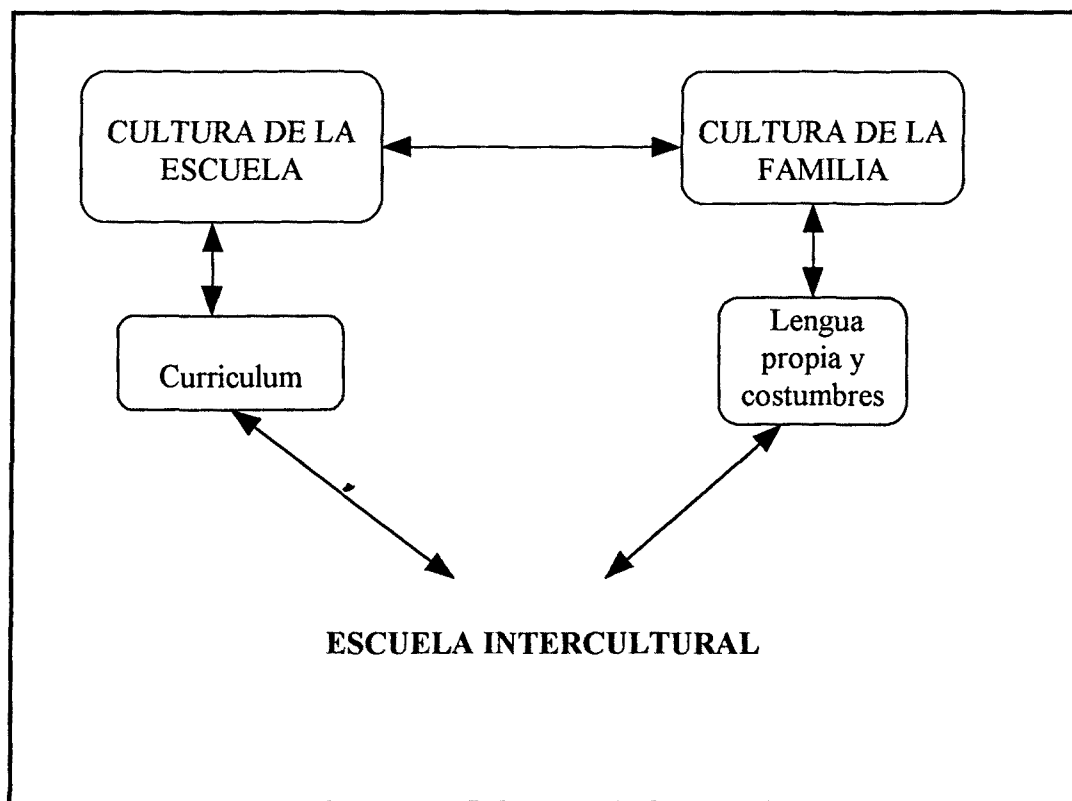 CULTURA DE LA
ESCUELA
CULTURA DE LA
FAMILIA
Curriculum
Lengua
propia y
costumbres
ESCUELA INTERCULTURAL